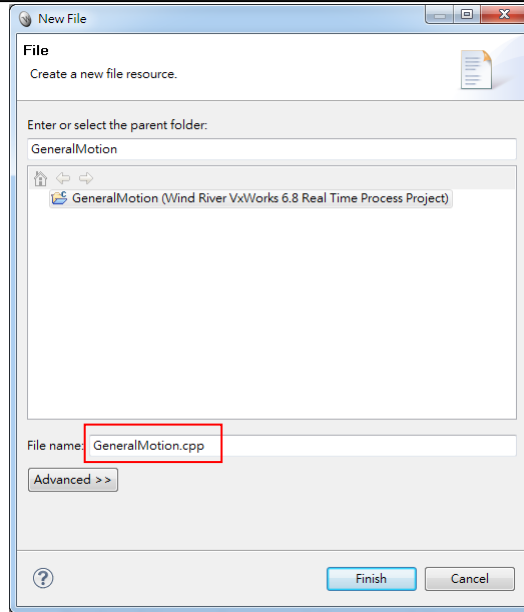 New File
File
Create a new file resource.
Enter or select the parent folder:
GeneralMotion
GeneralMotion (Wind River VxWorks 6.8 Real Time Process Project)
File name: GeneralMotion.cpp
Advanced >>
Finish Cancel